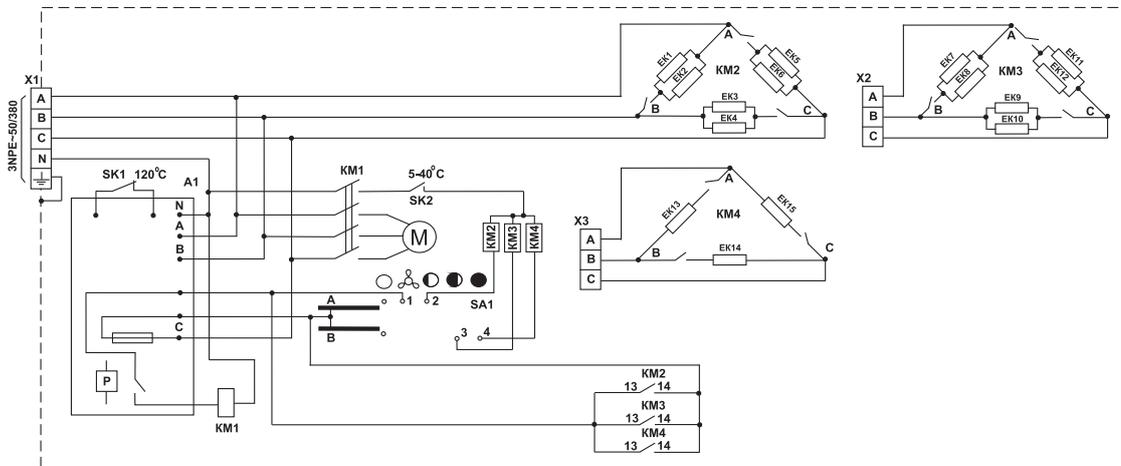 X1
3NPE~50/380
A
B
C
N
A
EK1
EK2
EK5
EK6
KM2
EK3
EK4
B
C
X2
A
B
C
A
EK7
EK8
EK11
EK12
KM3
EK9
EK10
B
C
SK1 120°C
A1
N
A
B
C
P
KM1
KM1
5-40°C
SK2
M
KM2
KM3
KM4
A
B
1
2
SA1
3
4
X3
A
B
C
A
EK13
EK15
KM4
EK14
B
C
KM2
13 14
KM3
13 14
KM4
13 14